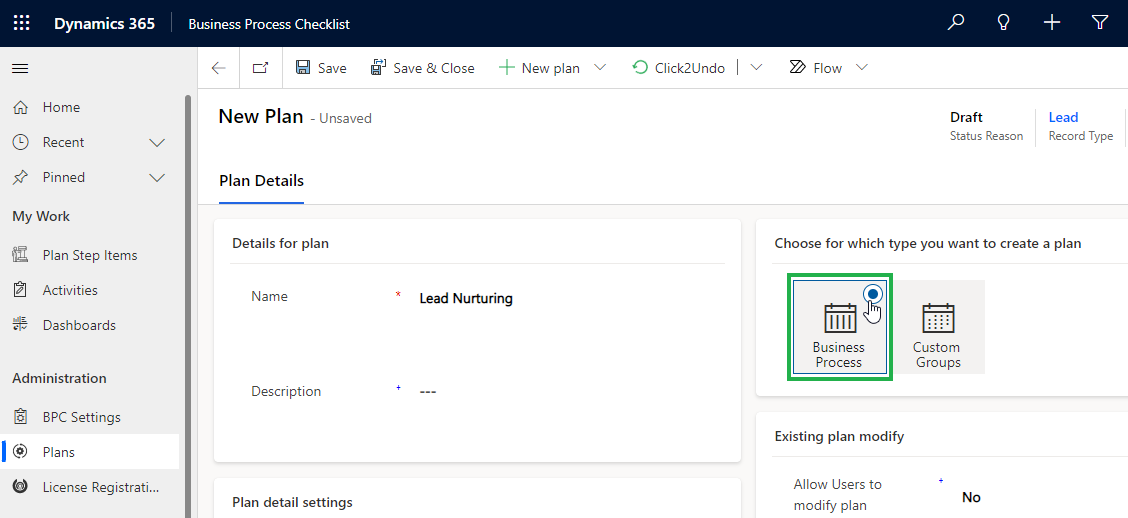 Dynamics 365
Business Process Checklist
Save
Save & Close
New plan
Click2Undo
Flow
Home
Recent
Pinned
My Work
Plan Step Items
Activities
Dashboards
Administration
BPC Settings
Plans
License Registrati...
New Plan - Unsaved
Draft
Status Reason
Lead
Record Type
Plan Details
Details for plan
Name * Lead Nurturing
Description + ---
Plan detail settings
Choose for which type you want to create a plan
Business
Process
Custom
Groups
Existing plan modify
Allow Users to
modify plan
+ No